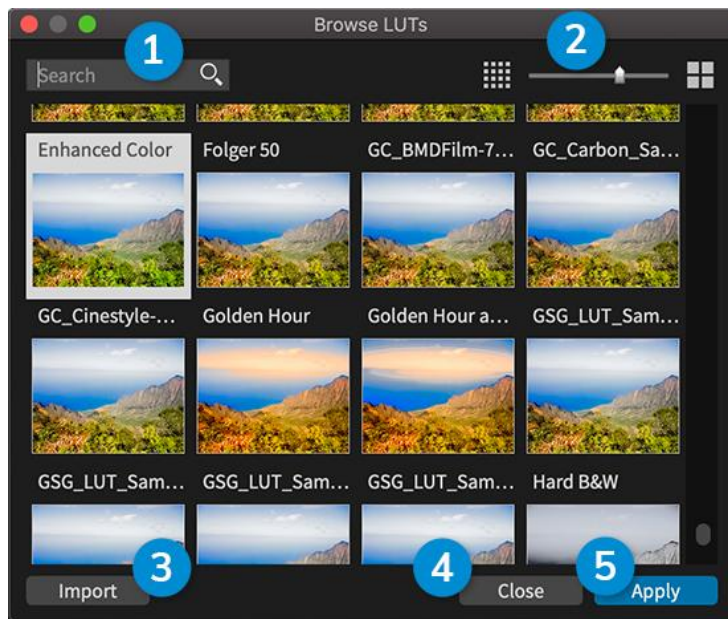 Browse LUTs
1
2
Search
Enhanced Color
Folger 50
GC_BMDFilm-7...
GC_Carbon_Sa...
GC_Cinestyle-...
Golden Hour
Golden Hour a...
GSG_LUT_Sam...
GSG_LUT_Sam...
GSG_LUT_Sam...
GSG_LUT_Sam...
Hard B&W
3
4
5
Import
Close
Apply